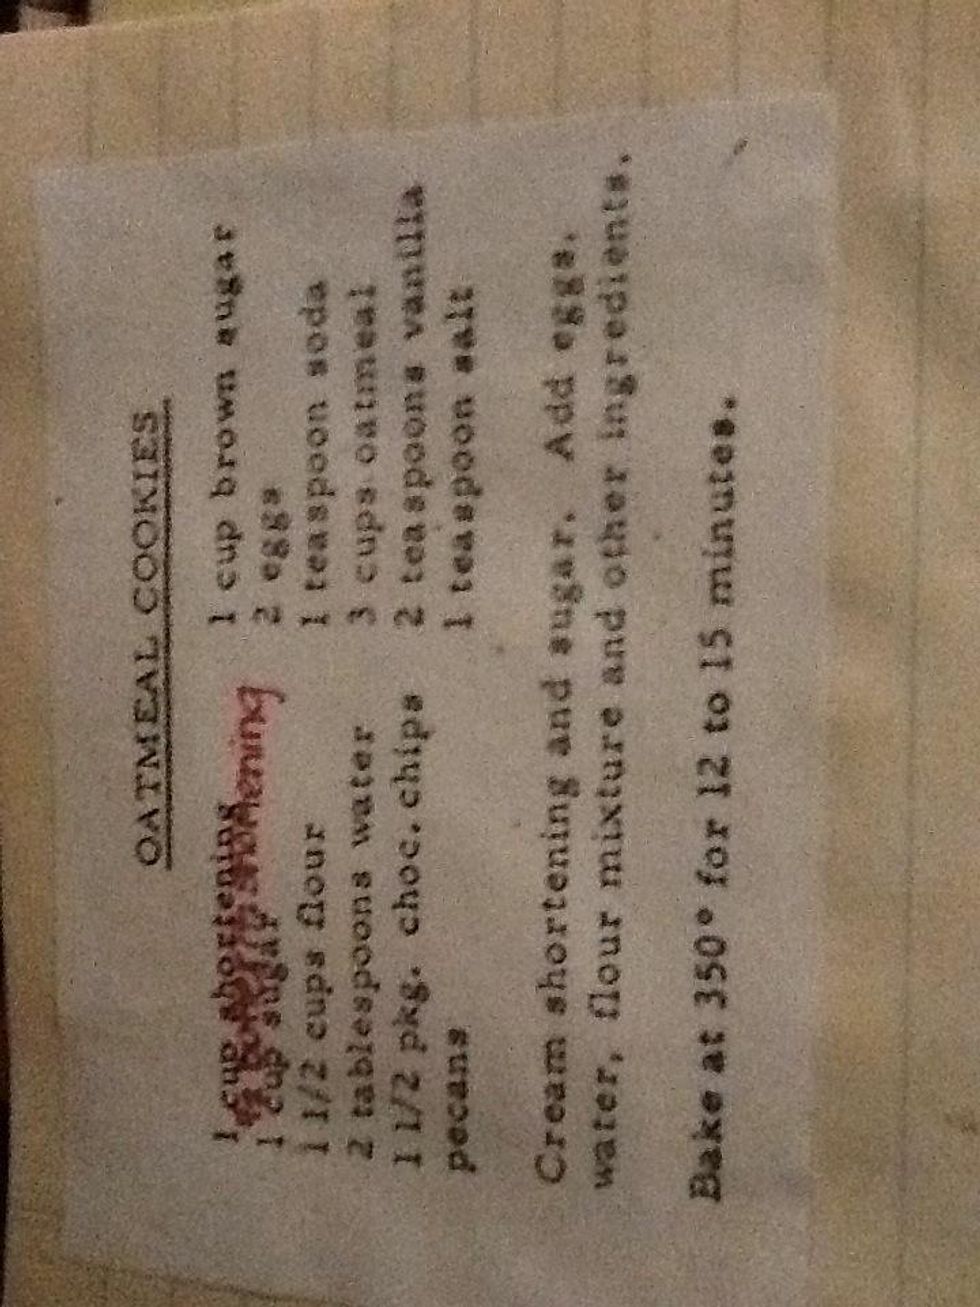 OATMEAL COOKIES
1 cup shortening 1 cup brown sugar
shortening
1 cup sugar 2 eggs
1 1/2 cups flour 1 teaspoon soda
2 tablespoons water 3 cups oatmeal
1 1/2 pkg. choc. chips 2 teaspoons vanilla
pecans 1 teaspoon salt
Cream shortening and sugar. Add eggs,
water, flour mixture and other ingredients.
Bake at 350° for 12 to 15 minutes.